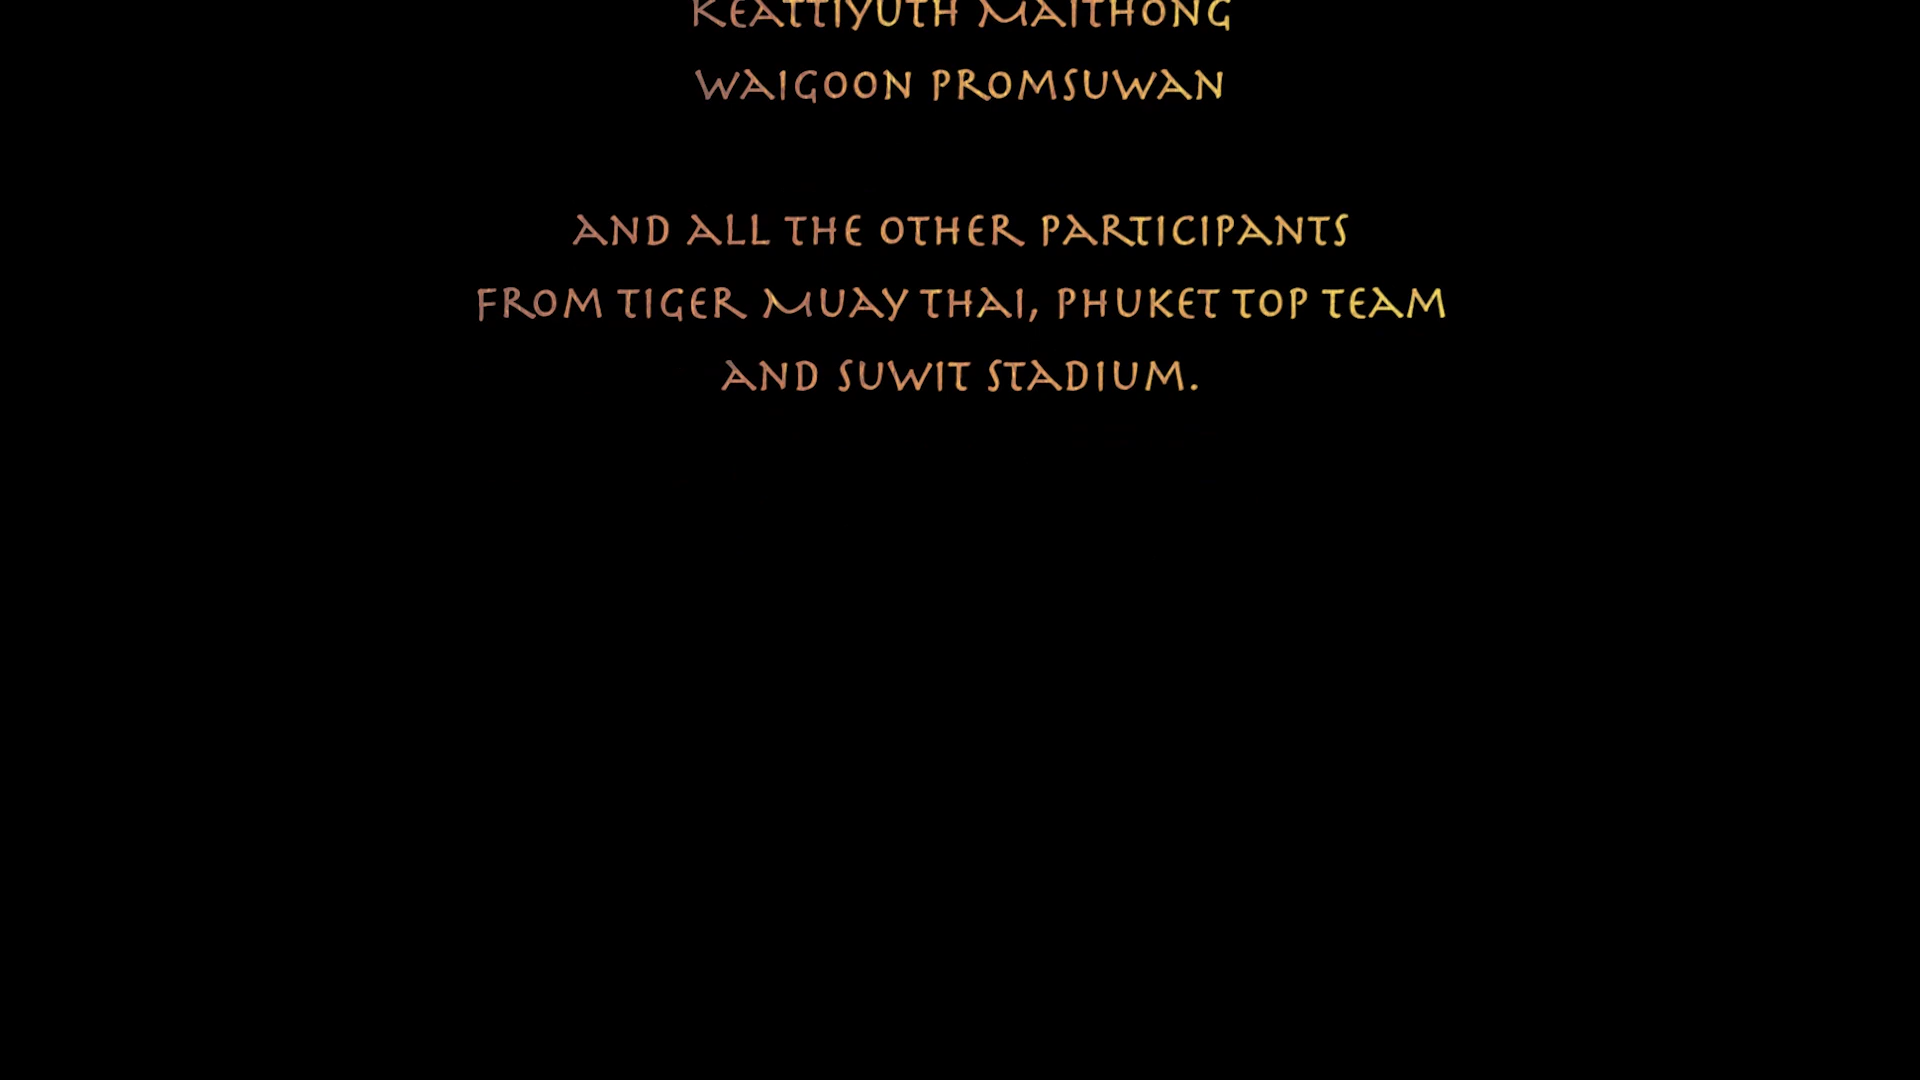 Keattiyuth Maithong
Waigoon Promsuwan
and all the other participants
from Tiger Muay Thai, Phuket Top Team
and Suwit Stadium.